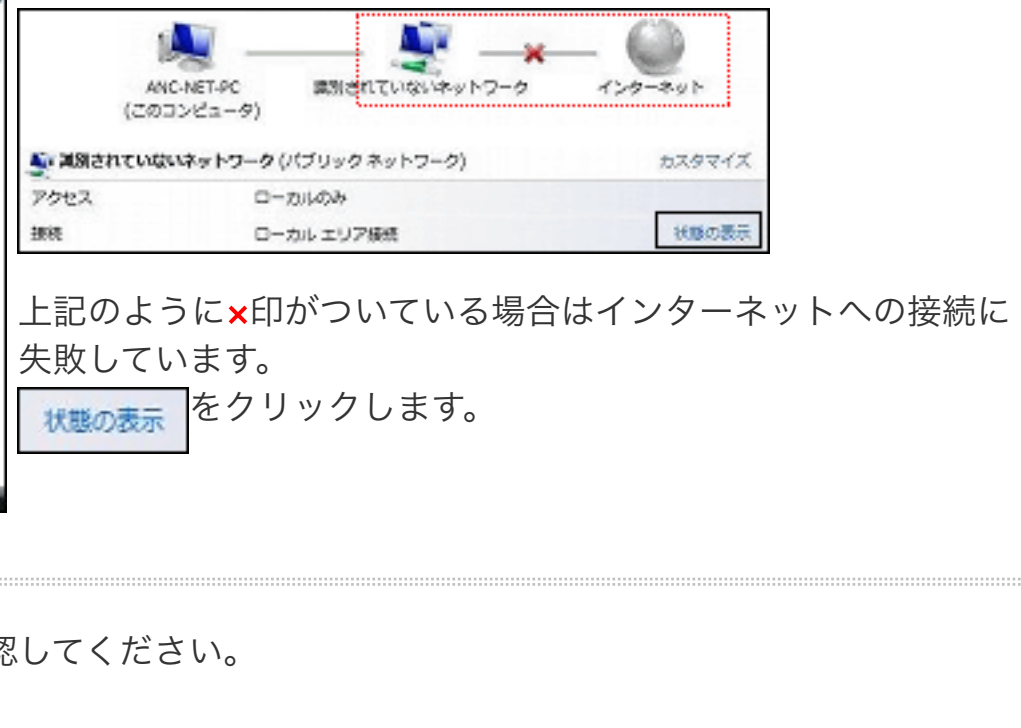 ANC-NET-PC
(このコンピュータ)
識別されていないネットワーク
インターネット
識別されていないネットワーク (パブリック ネットワーク)
カスタマイズ
アクセス
ローカルのみ
接続
ローカル エリア接続
状態の表示
上記のように×印がついている場合はインターネットへの接続に
失敗しています。
状態の表示をクリックします。
認してください。